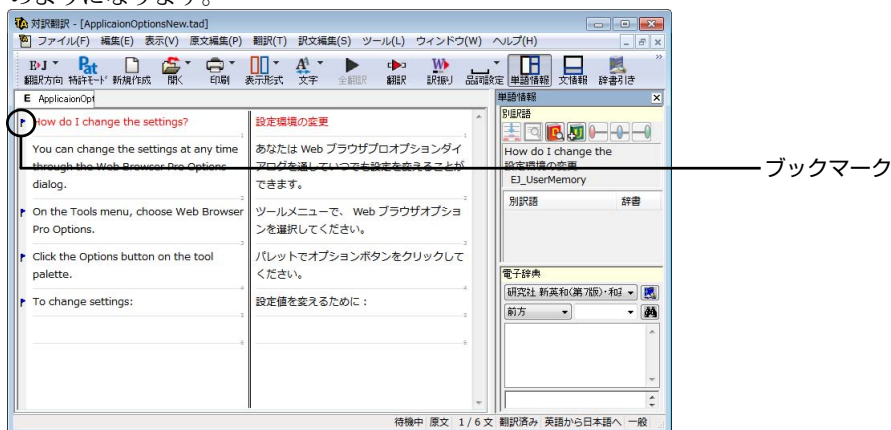 のようになります。
対訳翻訳 - [ApplicaionOptionsNew.tad]
ファイル(F) 編集(E) 表示(V) 原文編集(P) 翻訳(T) 訳文編集(S) ツール(L) ウィンドウ(W) ヘルプ(H)
E▸J Pat
翻訳方向 特許モード 新規作成 開く 印刷 表示形式 文字 全翻訳 翻訳 訳振り 品詞設定 単語情報 文情報 辞書引き
E ApplicaionOpt
How do I change the settings?
設定環境の変更
1
1
You can change the settings at any time through the Web Browser Pro Options dialog.
あなたは Web ブラウザプロオプションダイ
アログを通していつでも設定を変えることが
できます。
2
2
On the Tools menu, choose Web Browser
Pro Options.
ツールメニューで、 Web ブラウザオプショ
ンを選択してください。
3
3
Click the Options button on the tool
palette.
パレットでオプションボタンをクリックして
ください。
4
4
To change settings:
設定値を変えるために：
5
5
6
6
単語情報
別訳語
How do I change the
設定環境の変更
EJ_UserMemory
別訳語 辞書
電子辞典
研究社 新英和(第7版)・和
前方
待機中 原文 1 / 6 文 翻訳済み 英語から日本語へ 一般
ブックマーク